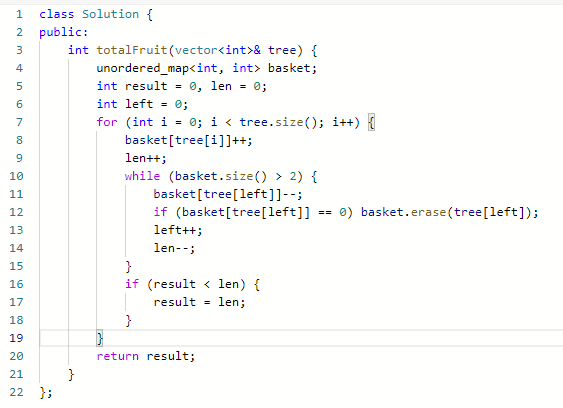 1 class Solution {
2 public:
3     int totalFruit(vector<int>& tree) {
4         unordered_map<int, int> basket;
5         int result = 0, len = 0;
6         int left = 0;
7         for (int i = 0; i < tree.size(); i++) {
8             basket[tree[i]]++;
9             len++;
10             while (basket.size() > 2) {
11                 basket[tree[left]]--;
12                 if (basket[tree[left]] == 0) basket.erase(tree[left]);
13                 left++;
14                 len--;
15             }
16             if (result < len) {
17                 result = len;
18             }
19         }
20         return result;
21     }
22 };